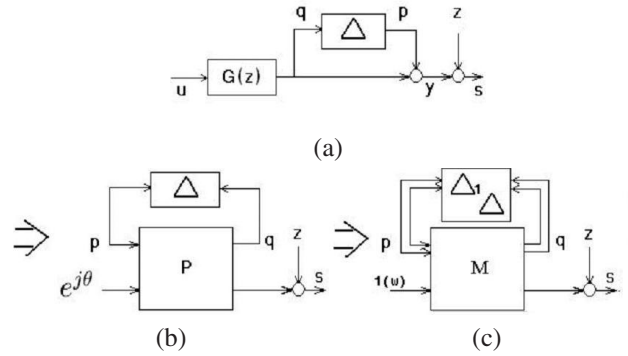 q Δ p z
u G(z) y s
(a)
Δ
p q z
P
e^{jθ} s
(b)
Δ₁
Δ
p q z
M
1(ω) s
(c)